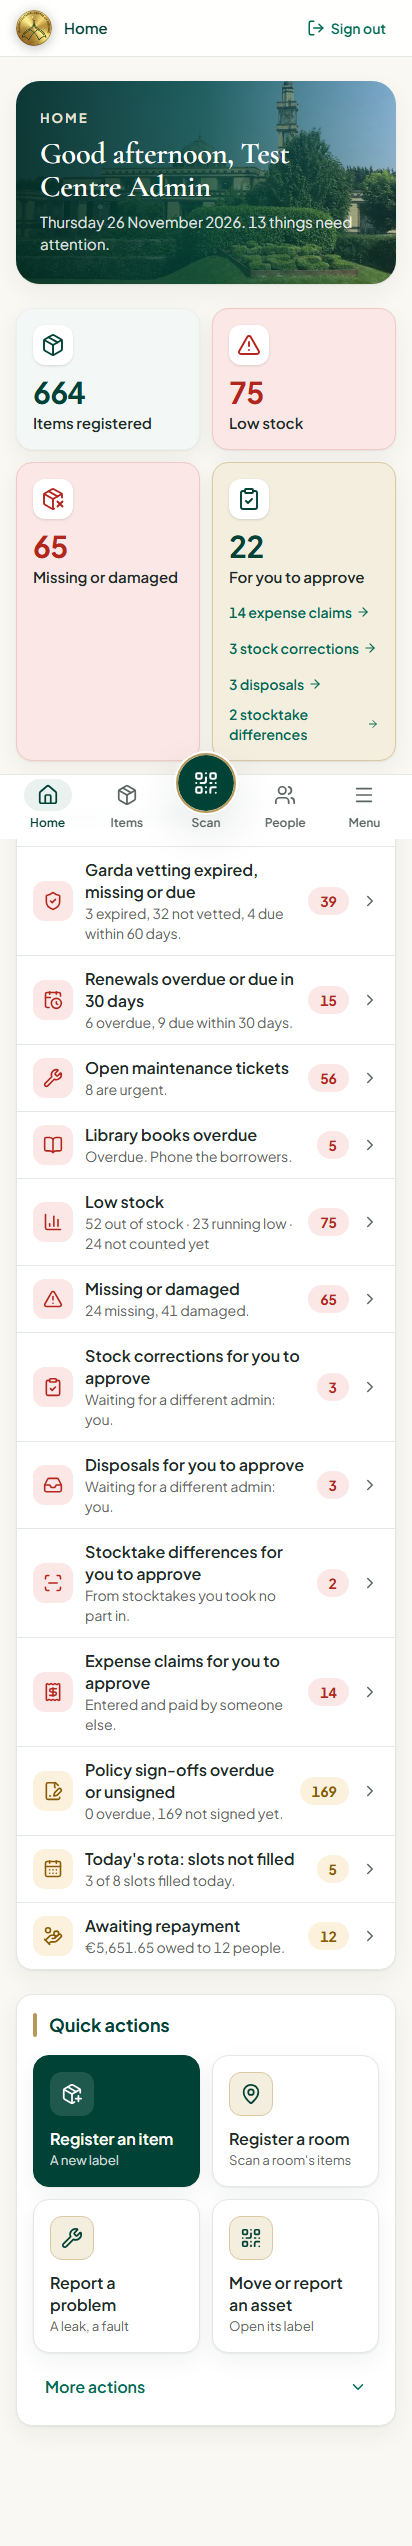 Home
Sign out
HOME
Good afternoon, Test
Centre Admin
Thursday 26 November 2026. 13 things need
attention.
664
Items registered
75
Low stock
65
Missing or damaged
22
For you to approve
14 expense claims
3 stock corrections
3 disposals
2 stocktake
differences
Home
Items
Scan
People
Menu
Garda vetting expired,
missing or due
3 expired, 32 not vetted, 4 due
within 60 days.
39
Renewals overdue or due in
30 days
6 overdue, 9 due within 30 days.
15
Open maintenance tickets
8 are urgent.
56
Library books overdue
Overdue. Phone the borrowers.
5
Low stock
52 out of stock · 23 running low ·
24 not counted yet
75
Missing or damaged
24 missing, 41 damaged.
65
Stock corrections for you to
approve
Waiting for a different admin:
you.
3
Disposals for you to approve
Waiting for a different admin:
you.
3
Stocktake differences for
you to approve
From stocktakes you took no
part in.
2
Expense claims for you to
approve
Entered and paid by someone
else.
14
Policy sign-offs overdue
or unsigned
0 overdue, 169 not signed yet.
169
Today's rota: slots not filled
3 of 8 slots filled today.
5
Awaiting repayment
€5,651.65 owed to 12 people.
12
Quick actions
Register an item
A new label
Register a room
Scan a room's items
Report a
problem
A leak, a fault
Move or report
an asset
Open its label
More actions